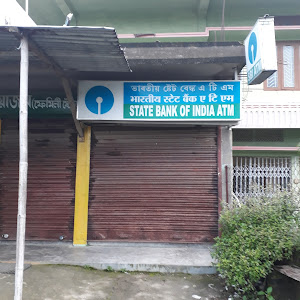 ভাৰতীয় ষ্টেট বেঙ্ক এ টি এম
भारतीय स्टेट बैंक ए टी एम
STATE BANK OF INDIA ATM